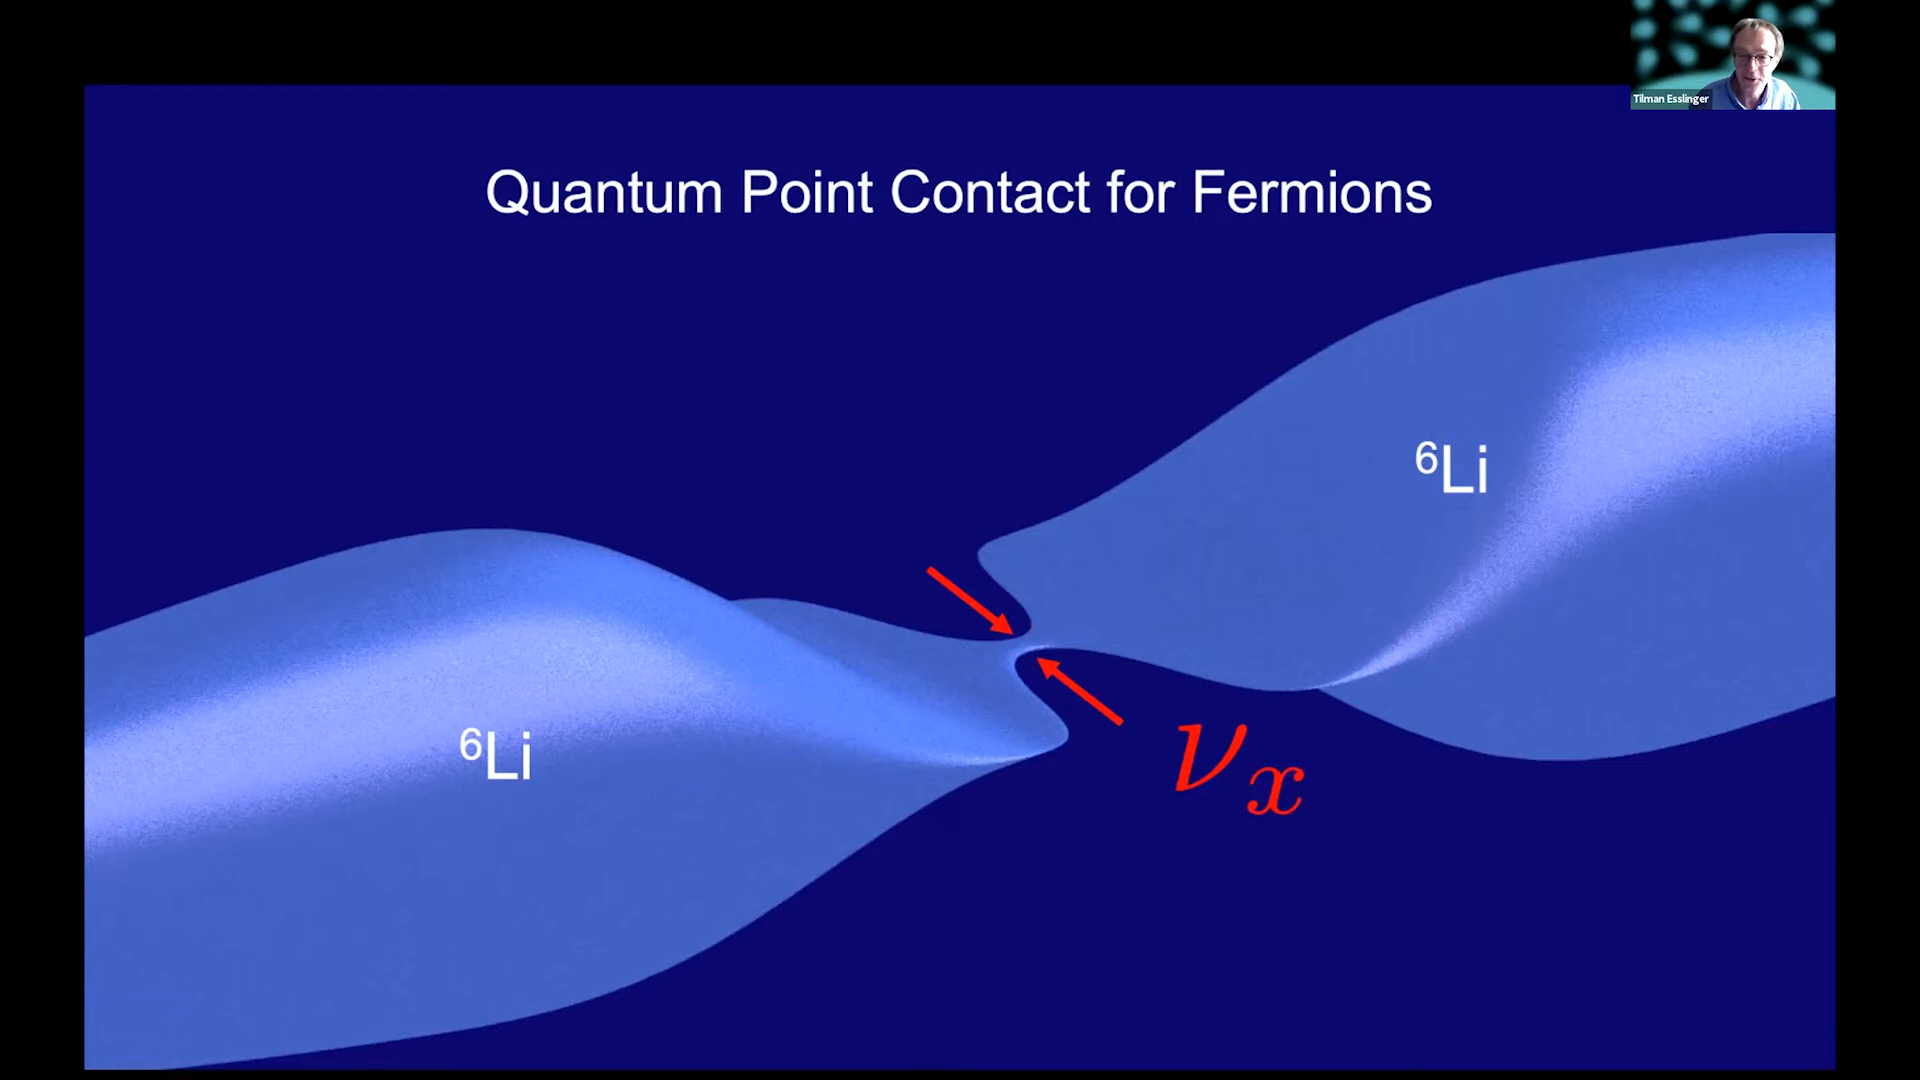 Tilman Esslinger
Quantum Point Contact for Fermions
⁶Li
⁶Li
νₓ